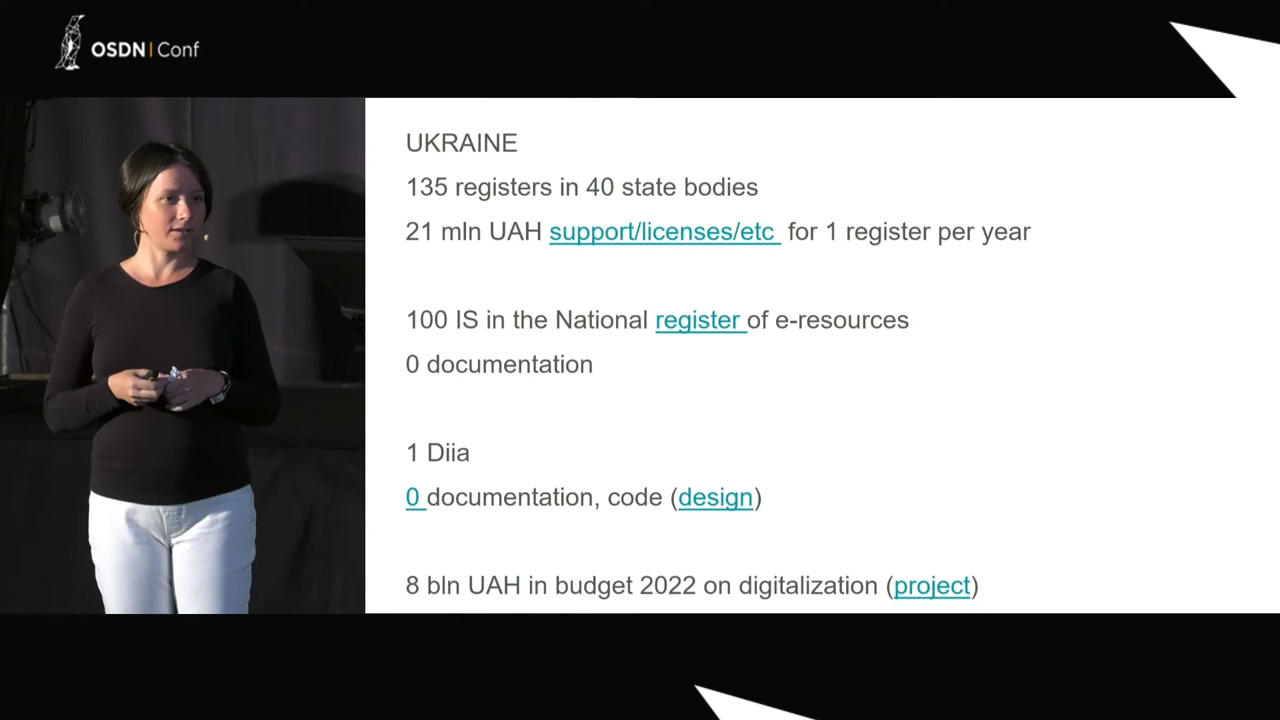 OSDN | Conf
UKRAINE
135 registers in 40 state bodies
21 mln UAH support/licenses/etc for 1 register per year
100 IS in the National register of e-resources
0 documentation
1 Diia
0 documentation, code (design)
8 bln UAH in budget 2022 on digitalization (project)